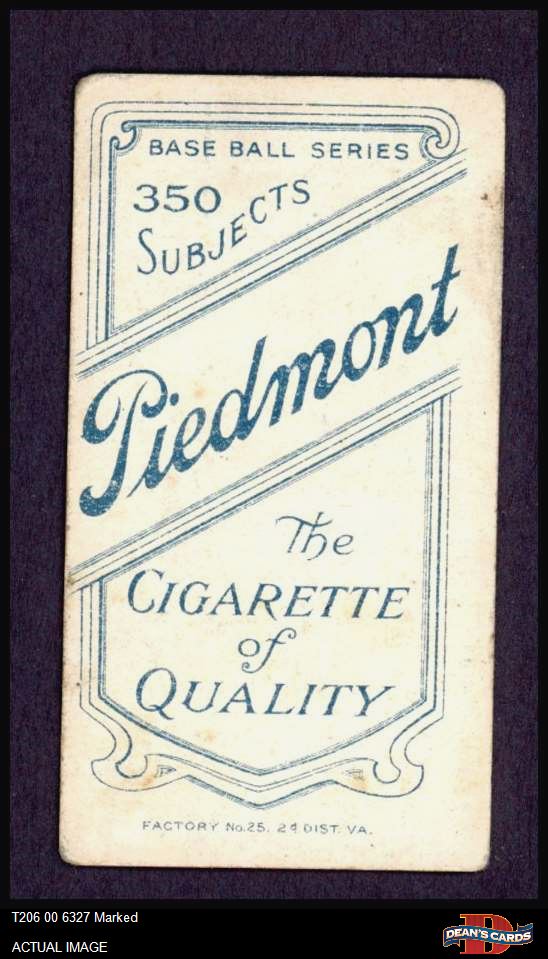 BASE BALL SERIES
350
SUBJECTS
Piedmont
The
CIGARETTE
of
QUALITY
FACTORY No. 25, 2d DIST. VA.
T206 00 6327 Marked
ACTUAL IMAGE
DEAN'S CARDS